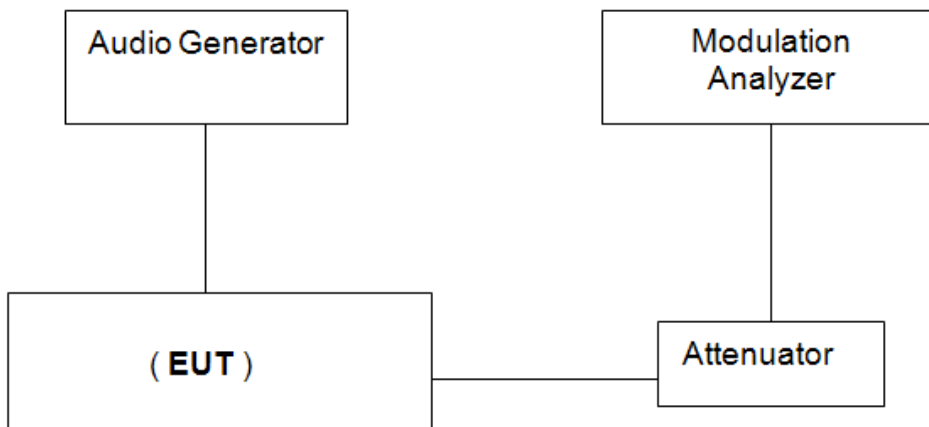 Audio Generator
Modulation
Analyzer
( EUT )
Attenuator